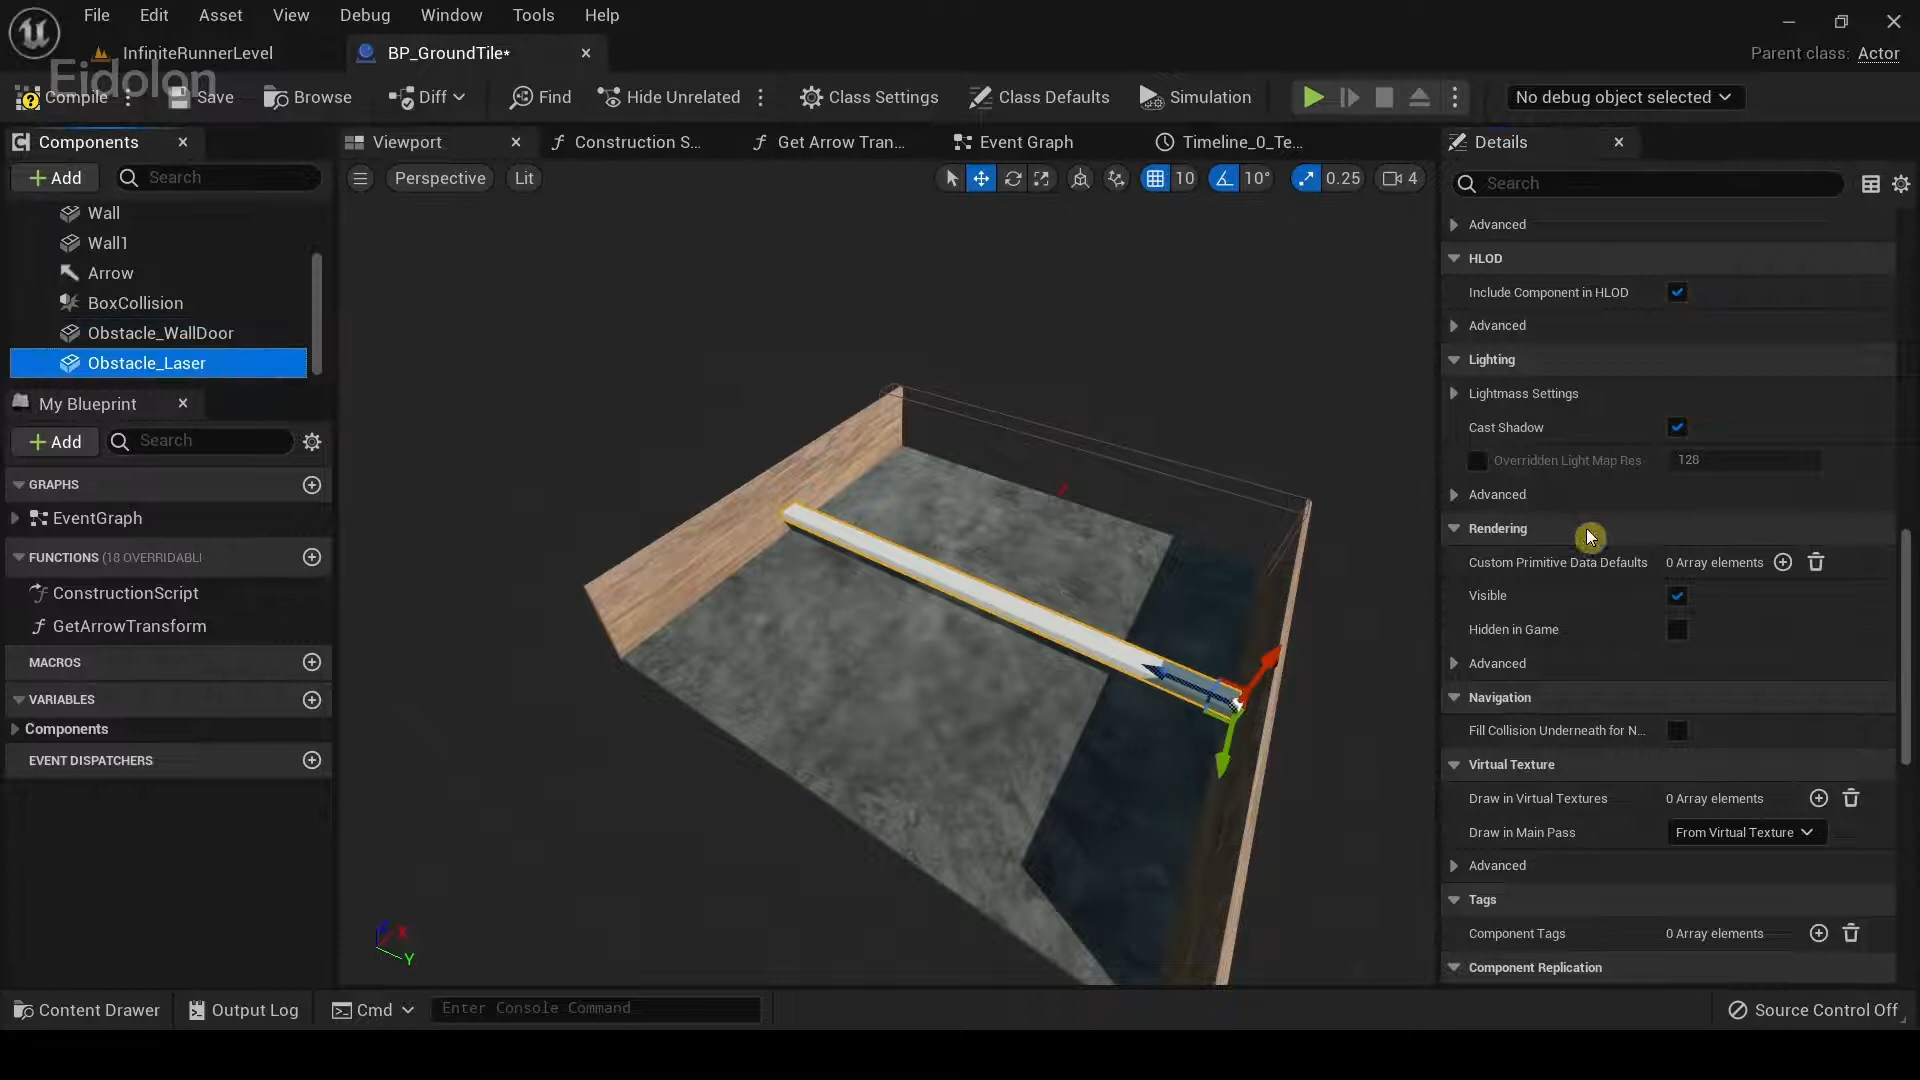 File Edit Asset View Debug Window Tools Help
InfiniteRunnerLevel
BP_GroundTile*
Parent class: Actor
Eidolon
Compile
Save
Browse
Diff
Find
Hide Unrelated
Class Settings
Class Defaults
Simulation
No debug object selected
Components
Viewport
Construction S...
Get Arrow Tran...
Event Graph
Timeline_0_Te...
Details
Add
Search
Perspective
Lit
10
10°
0.25
4
Search
Wall
Wall1
Arrow
BoxCollision
Obstacle_WallDoor
Obstacle_Laser
My Blueprint
Add
Search
GRAPHS
EventGraph
FUNCTIONS (18 OVERRIDABLI
ConstructionScript
GetArrowTransform
MACROS
VARIABLES
Components
EVENT DISPATCHERS
X
Y
Advanced
HLOD
Include Component in HLOD
Advanced
Lighting
Lightmass Settings
Cast Shadow
Overridden Light Map Res 128
Advanced
Rendering
Custom Primitive Data Defaults 0 Array elements
Visible
Hidden in Game
Advanced
Navigation
Fill Collision Underneath for N...
Virtual Texture
Draw in Virtual Textures 0 Array elements
Draw in Main Pass From Virtual Texture
Advanced
Tags
Component Tags 0 Array elements
Component Replication
Content Drawer
Output Log
Cmd
Enter Console Command
Source Control Off